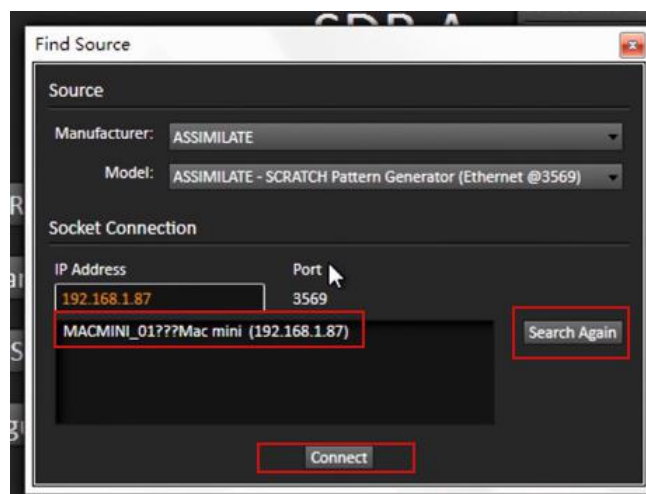 Find Source
Source
Manufacturer: ASSIMILATE
Model: ASSIMILATE - SCRATCH Pattern Generator (Ethernet @3569)
Socket Connection
IP Address Port
192.168.1.87 3569
MACMINI_01???Mac mini (192.168.1.87)
Search Again
Connect